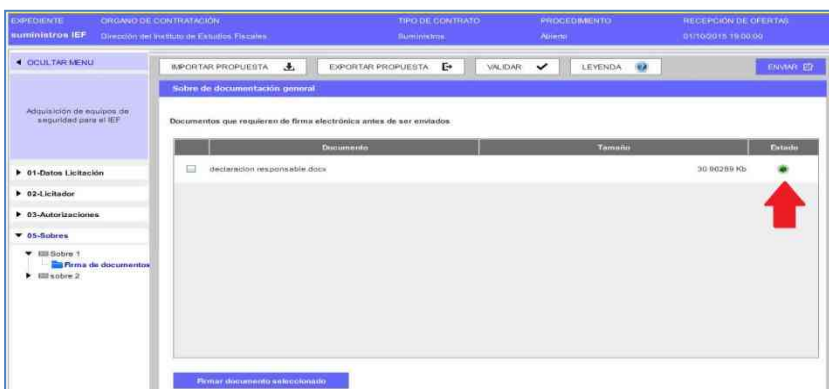 EXPEDIENTE ORGANO DE CONTRATACIÓN TIPO DE CONTRATO PROCEDIMIENTO RECEPCIÓN DE OFERTAS
suministros IEF Dirección del Instituto de Estudios Fiscales Suministros Abierto 01/10/2015 19:00:00
OCULTAR MENU IMPORTAR PROPUESTA EXPORTAR PROPUESTA VALIDAR LEYENDA ENVIAR
Sobre de documentación general
Adquisición de equipos de
seguridad para el IEF
Documentos que requieren de firma electrónica antes de ser enviados
Documento Tamaño Estado
declaracion responsable.docx 30.90289 Kb
01-Datos Licitación
02-Licitador
03-Autorizaciones
05-Sobres
Sobre 1
Firma de documentos
sobre 2
Firmar documento seleccionado